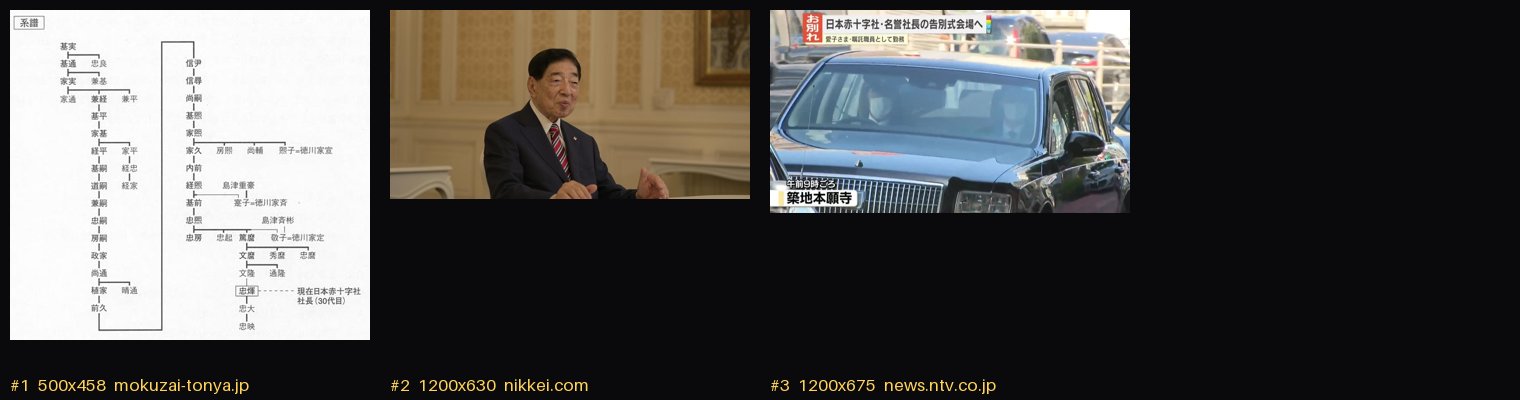 系譜
基実
基通 忠良
家実 兼基
家通 兼経 兼平
基平
家基
経平 家平
基嗣 経忠
道嗣 経家
兼嗣
忠嗣
房嗣
政家
尚通
植家 晴通
前久
信尹
信尋
尚嗣
基熙
家熙
家久 房熙 尚輔 熙子=徳川家宣
内前
経熙 島津重豪
基前 寔子=徳川家斉
忠熙 島津斉彬
忠房 忠起 篤麿 敬子=徳川家定
文麿 秀麿 忠麿
文隆 通隆
忠煇 現在日本赤十字社
社長(30代目)
忠大
忠映
お別れ
日本赤十字社・名誉社長の告別式会場へ
愛子さま・嘱託職員として勤務
午前9時ごろ
築地本願寺
#1 500x458 mokuzai-tonya.jp
#2 1200x630 nikkei.com
#3 1200x675 news.ntv.co.jp